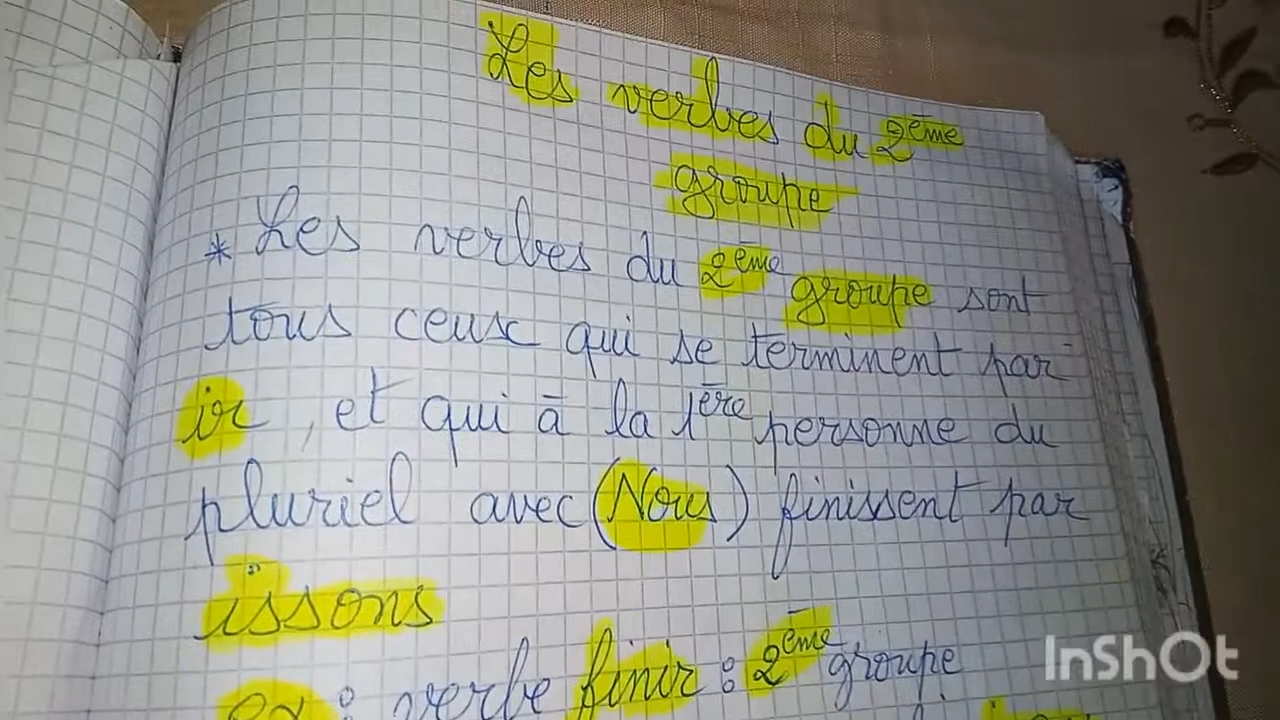 Les verbes du 2ème
groupe
* Les verbes du 2ème groupe sont
tous ceux qui se terminent par
ir, et qui à la 1ère personne du
pluriel avec (Nous) finissent par
issons
ex : verbe finir : 2ème groupe
InShOt